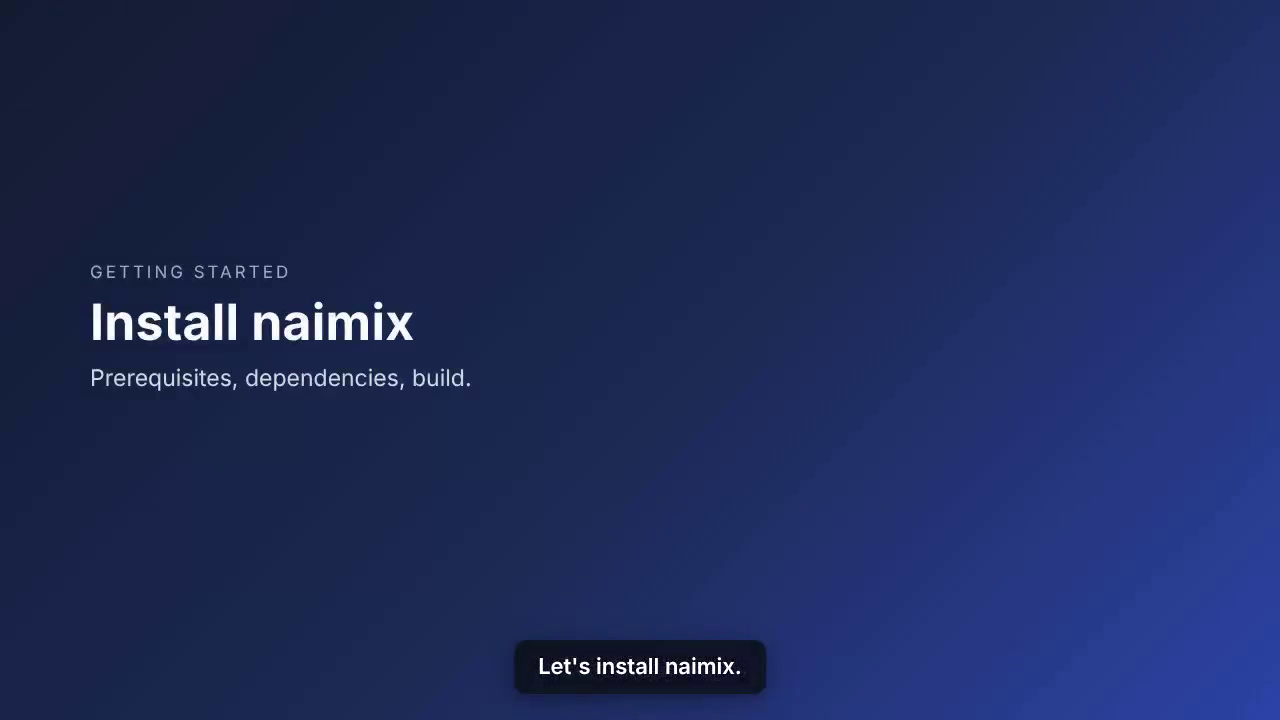 GETTING STARTED
Install naimix
Prerequisites, dependencies, build.
Let's install naimix.